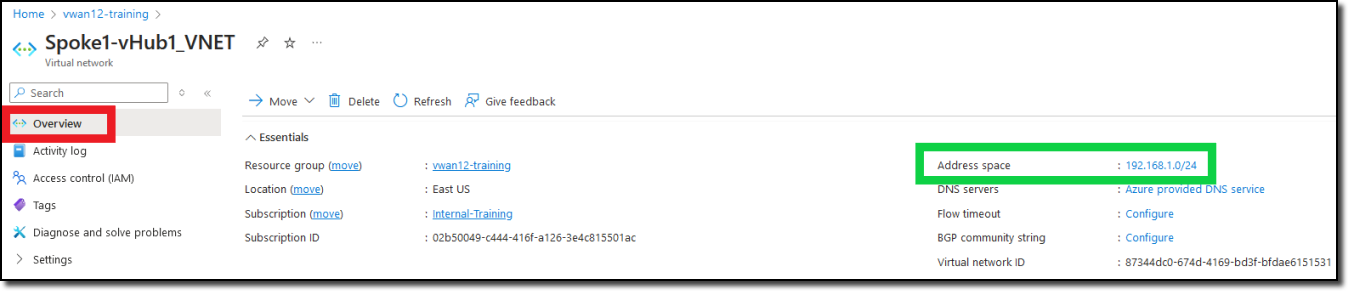 Home > vwan12-training >
Spoke1-vHub1_VNET
Virtual network
Search
Overview
Activity log
Access control (IAM)
Tags
Diagnose and solve problems
Settings
Move Delete Refresh Give feedback
Essentials
Resource group (move) : vwan12-training
Location (move) : East US
Subscription (move) : Internal-Training
Subscription ID : 02b50049-c444-416f-a126-3e4c815501ac
Address space : 192.168.1.0/24
DNS servers : Azure provided DNS service
Flow timeout : Configure
BGP community string : Configure
Virtual network ID : 87344dc0-674d-4169-bd3f-bfdae6151531